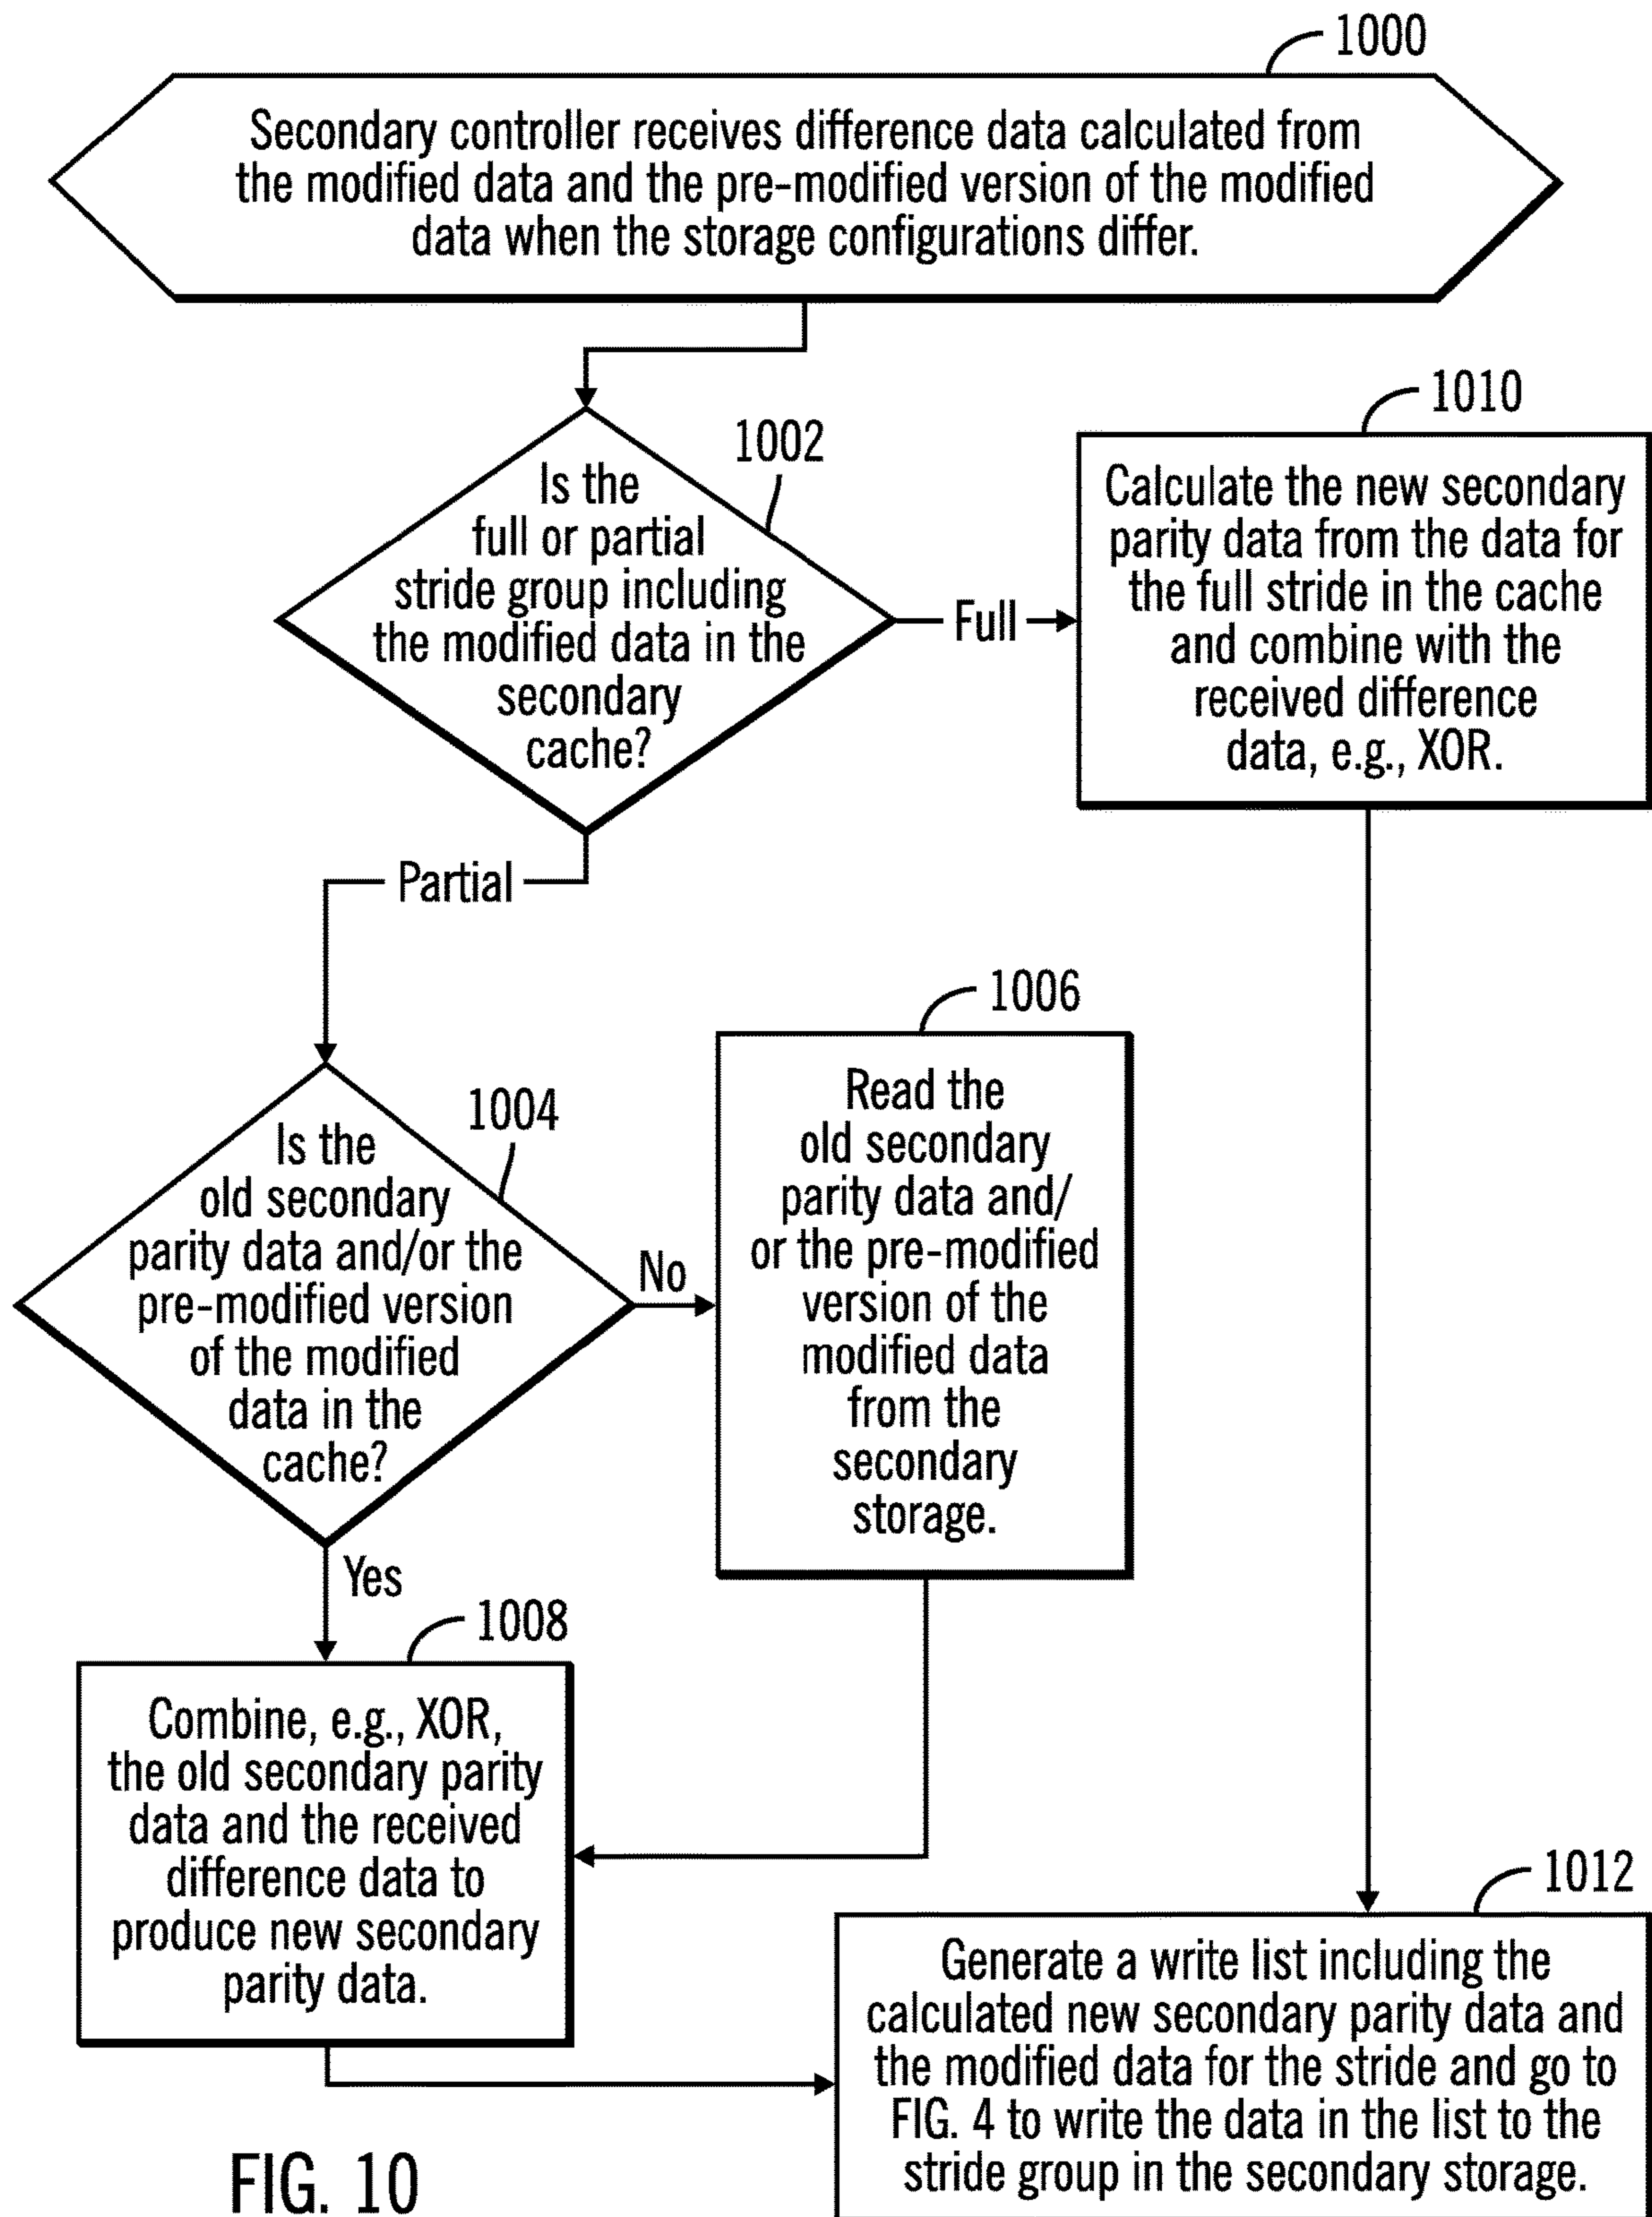 1000
Secondary controller receives difference data calculated from
the modified data and the pre-modified version of the modified
data when the storage configurations differ.
1002
Is the
full or partial
stride group including
the modified data in the
secondary
cache?
Full
1010
Calculate the new secondary
parity data from the data for
the full stride in the cache
and combine with the
received difference
data, e.g., XOR.
Partial
1004
Is the
old secondary
parity data and/or the
pre-modified version
of the modified
data in the
cache?
No
1006
Read the
old secondary
parity data and/
or the pre-modified
version of the
modified data
from the
secondary
storage.
Yes
1008
Combine, e.g., XOR,
the old secondary parity
data and the received
difference data to
produce new secondary
parity data.
1012
Generate a write list including the
calculated new secondary parity data and
the modified data for the stride and go to
FIG. 4 to write the data in the list to the
stride group in the secondary storage.
FIG. 10